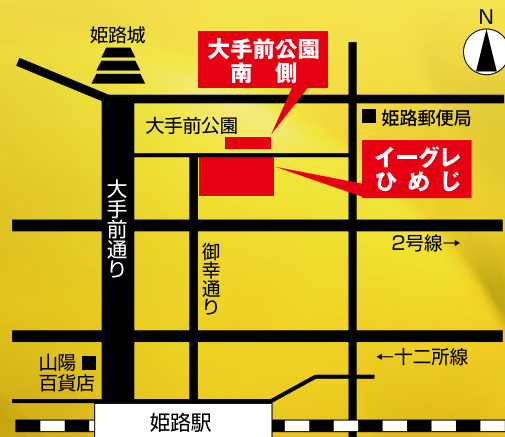 N
姫路城
大手前公園
南側
大手前公園
姫路郵便局
イーグレ
ひめじ
大手前通り
2号線→
御幸通り
山陽
百貨店
←十二所線
姫路駅